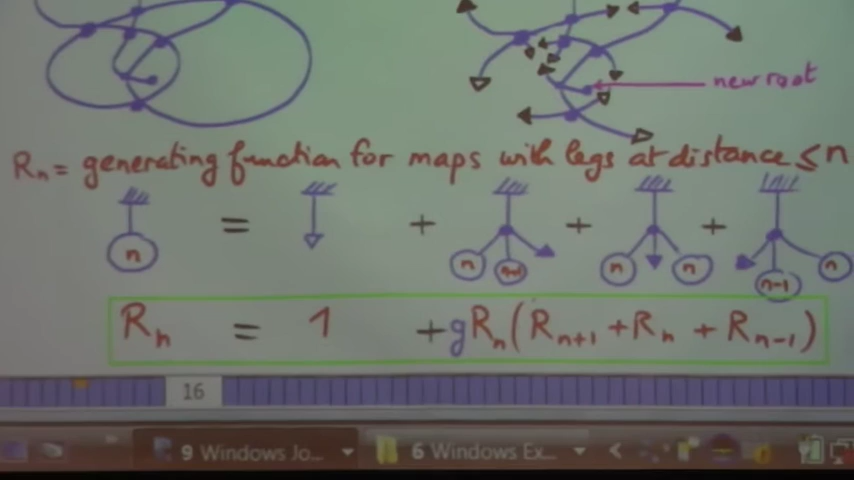 new root
Rn = generating function for maps with legs at distance ≤ n
n = + n n+1 + n n + n-1 n
Rn = 1 + gRn(Rn+1 + Rn + Rn-1)
16
9 Windows Jo... 6 Windows Ex...